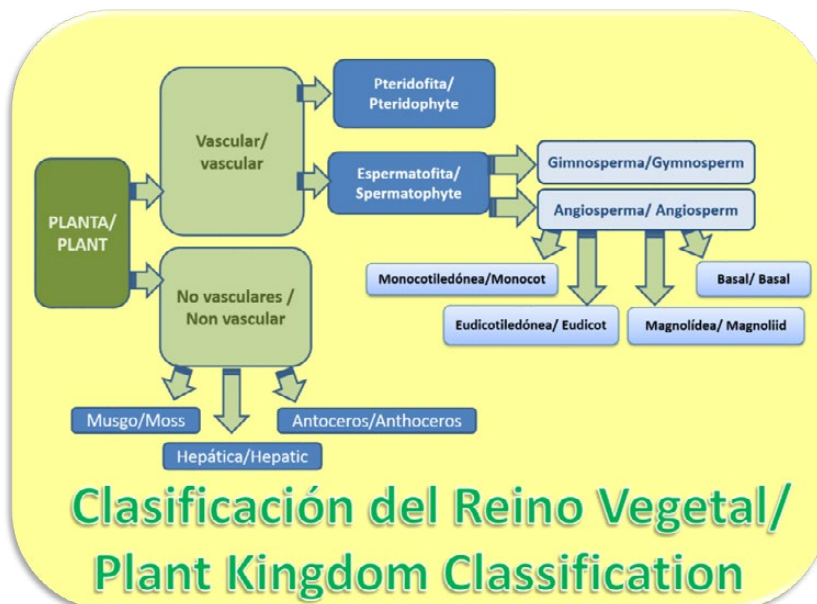 Pteridofita/
Pteridophyte
Vascular/
vascular
Espermatofita/
Spermatophyte
Gimnosperma/Gymnosperm
Angiosperma/ Angiosperm
PLANTA/
PLANT
Monocotiledónea/Monocot
Basal/ Basal
Eudicotiledónea/ Eudicot
Magnolídea/ Magnoliid
No vasculares /
Non vascular
Musgo/Moss
Antoceros/Anthoceros
Hepática/Hepatic
Clasificación del Reino Vegetal/
Plant Kingdom Classification